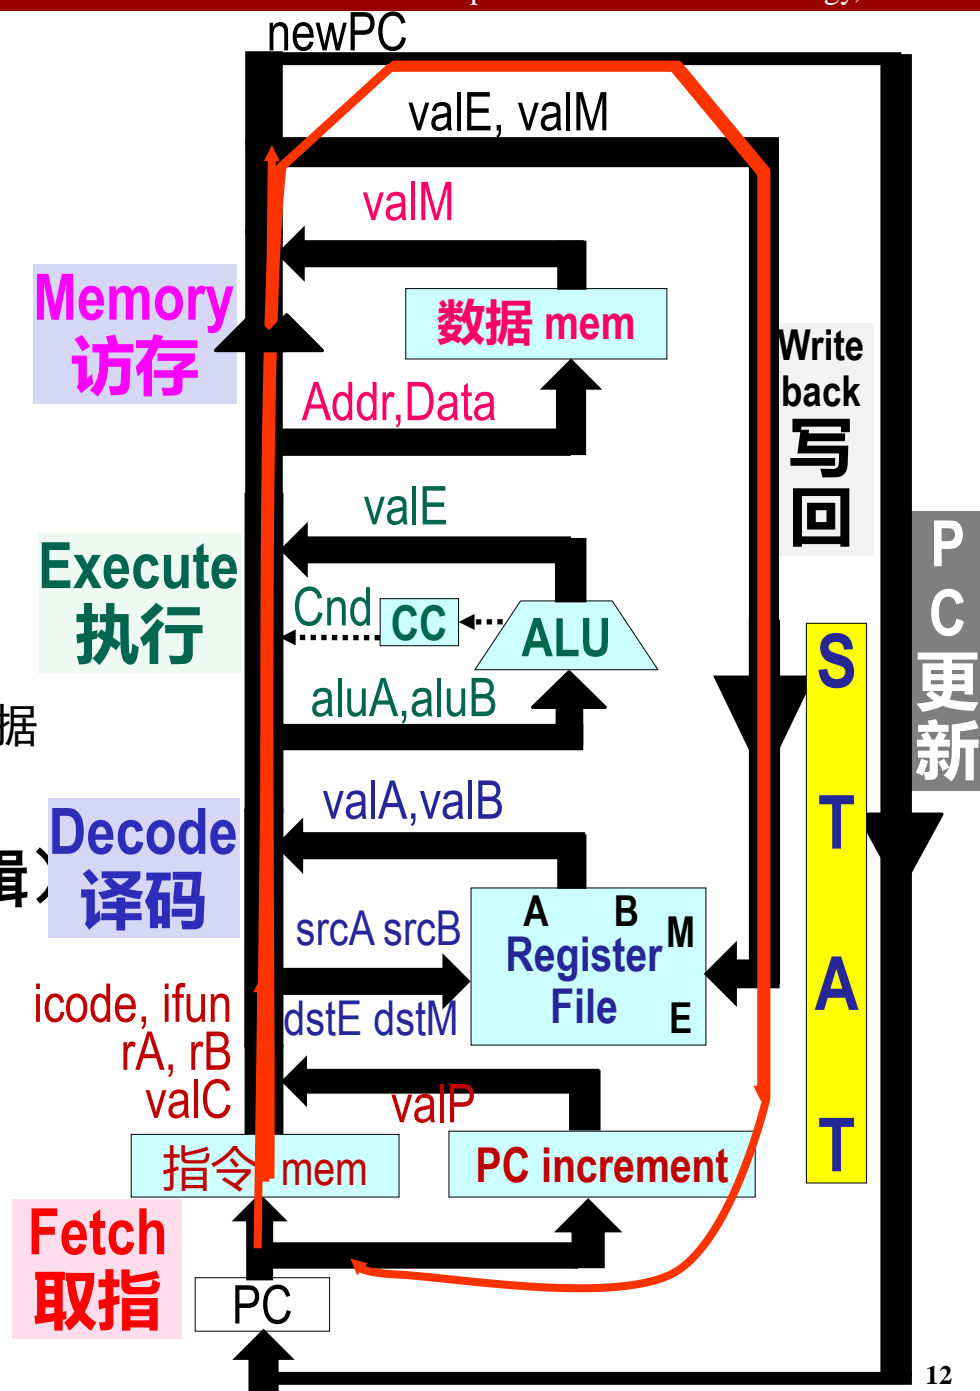 newPC
valE, valM
valM
Memory
访存
数据 mem
Write
back
写
回
Addr,Data
valE
Execute
执行
Cnd
CC
ALU
aluA,aluB
P
C
更
新
S
T
A
T
据
valA,valB
Decode
译码
srcA srcB
A B
M
Register
File
E
dstE dstM
icode, ifun
rA, rB
valC
valP
指令 mem
PC increment
Fetch
取指
PC
12